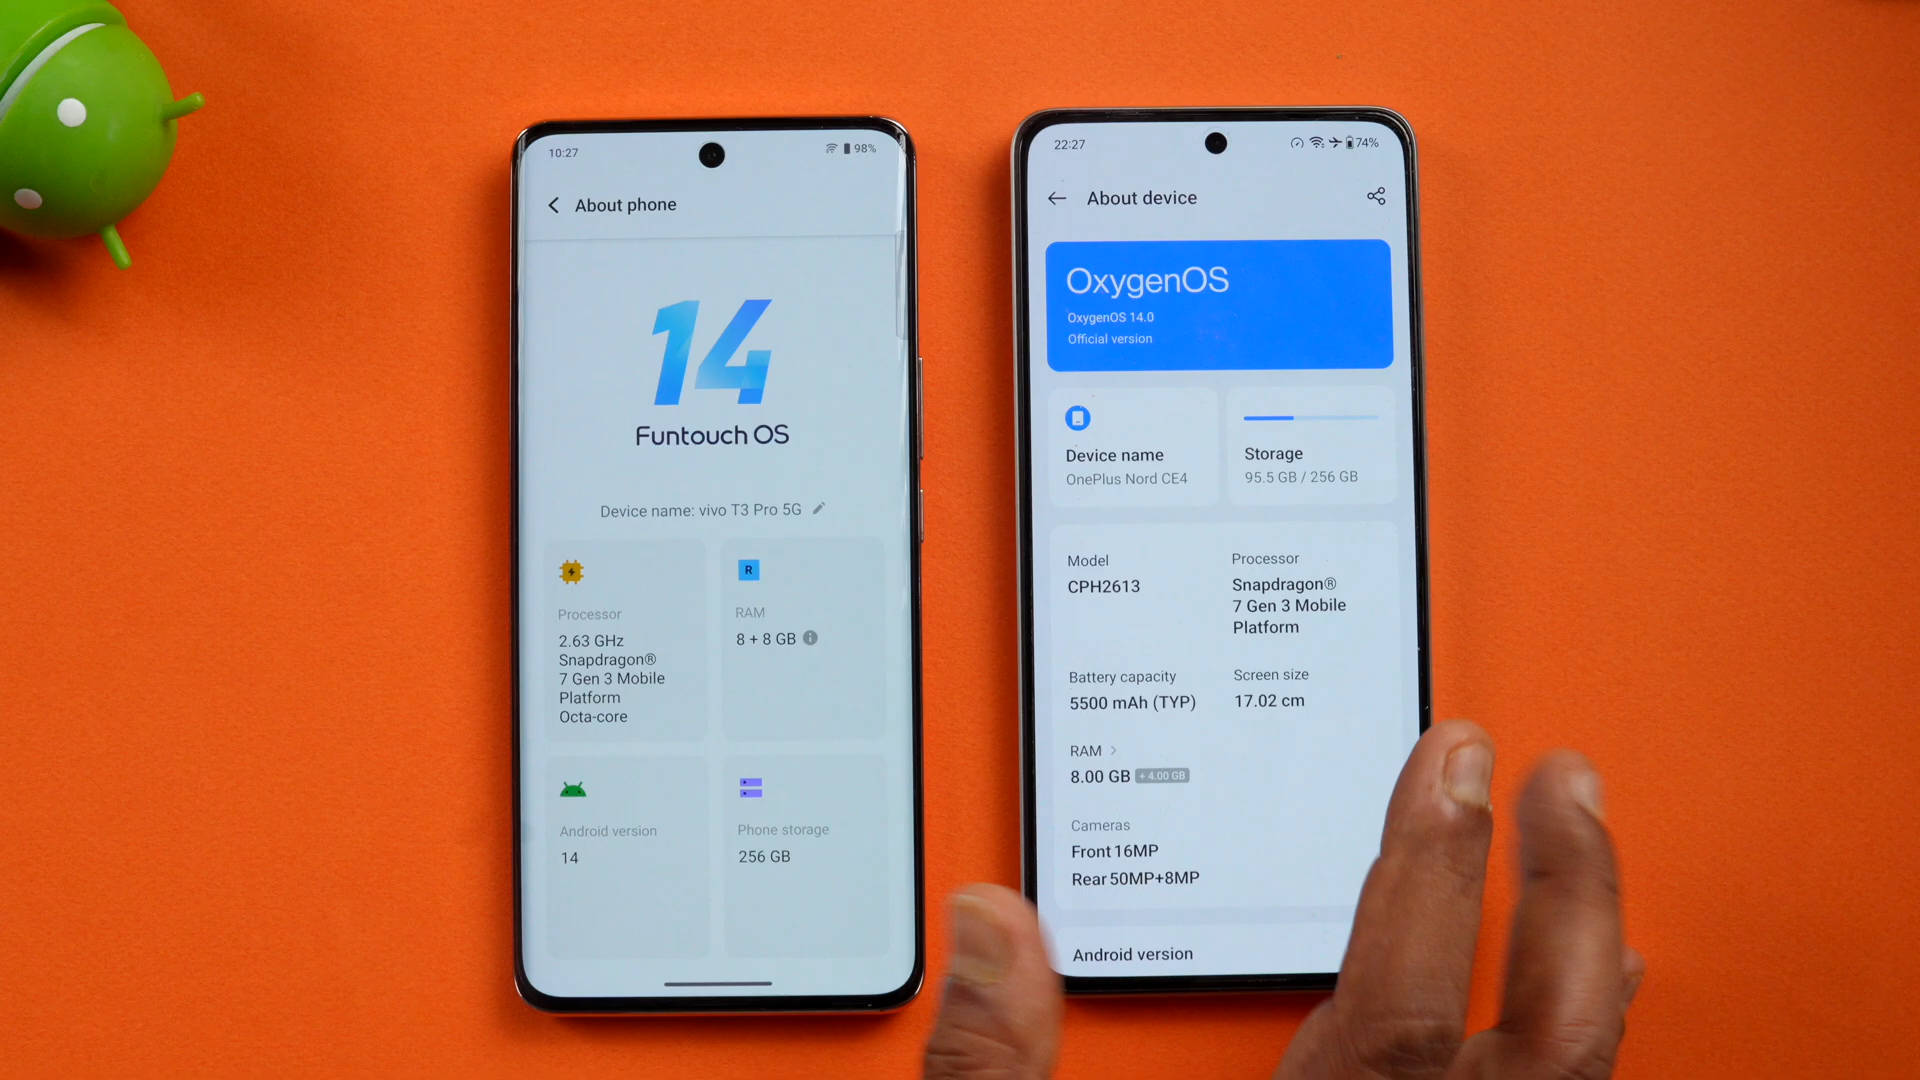 10:27
98%
About phone
14
Funtouch OS
Device name: vivo T3 Pro 5G
Processor
2.63 GHz
Snapdragon®
7 Gen 3 Mobile
Platform
Octa-core
R
RAM
8 + 8 GB
Android version
14
Phone storage
256 GB
22:27
74%
About device
OxygenOS
OxygenOS 14.0
Official version
Device name
OnePlus Nord CE4
Storage
95.5 GB / 256 GB
Model
CPH2613
Processor
Snapdragon®
7 Gen 3 Mobile
Platform
Battery capacity
5500 mAh (TYP)
Screen size
17.02 cm
RAM
8.00 GB + 4.00 GB
Cameras
Front 16MP
Rear 50MP+8MP
Android version